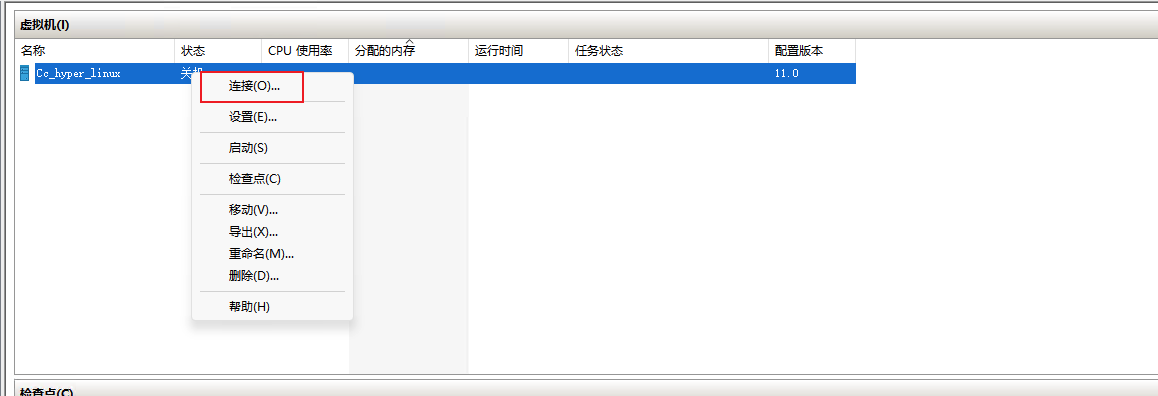 虚拟机(I)
名称 状态 CPU 使用率 分配的内存 运行时间 任务状态 配置版本
Cc_hyper_linux 关机 11.0
连接(O)...
设置(E)...
启动(S)
检查点(C)
移动(V)...
导出(X)...
重命名(M)...
删除(D)...
帮助(H)
检查点(C)